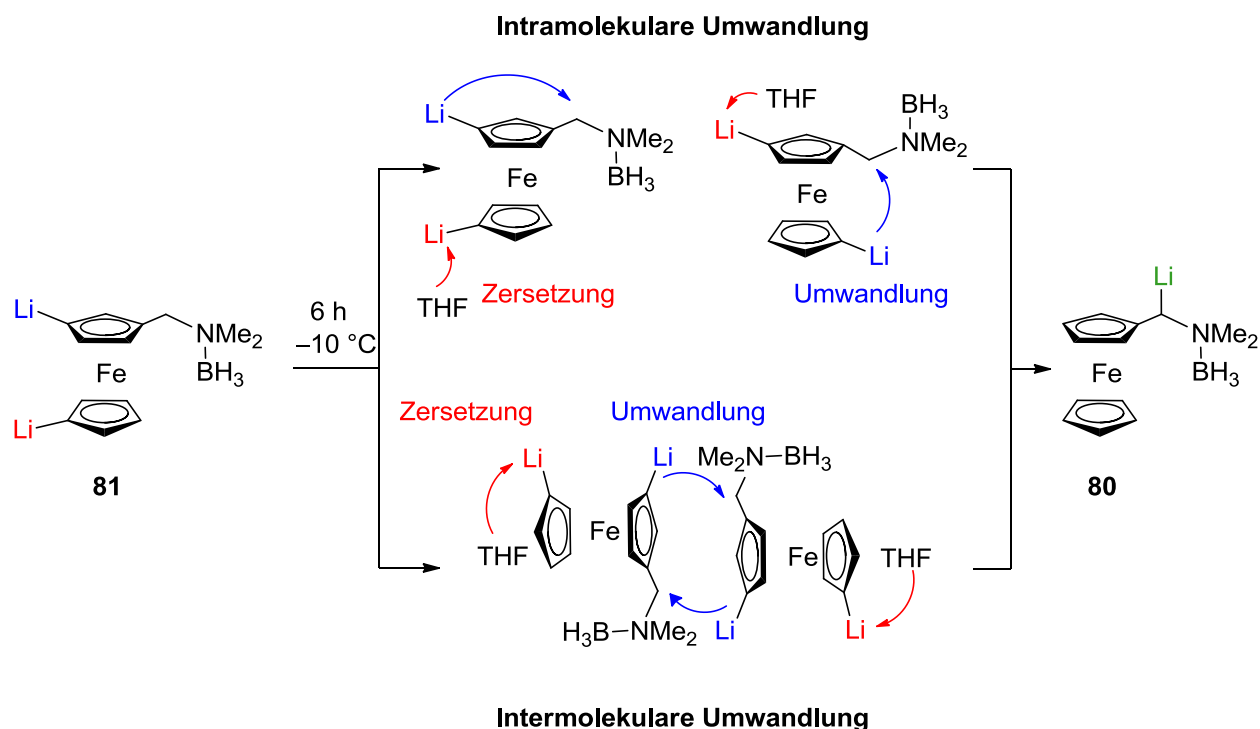 Intramolekulare Umwandlung
Li
NMe2
BH3
Fe
Li
THF
Zersetzung
THF
Li
BH3
NMe2
Fe
Li
Umwandlung
Li
NMe2
BH3
Fe
Li
81
6 h
–10 °C
Li
NMe2
BH3
Fe
80
Zersetzung
Umwandlung
Li
Li
Me2N–BH3
Fe
THF
H3B–NMe2
Li
Fe
THF
Li
Intermolekulare Umwandlung